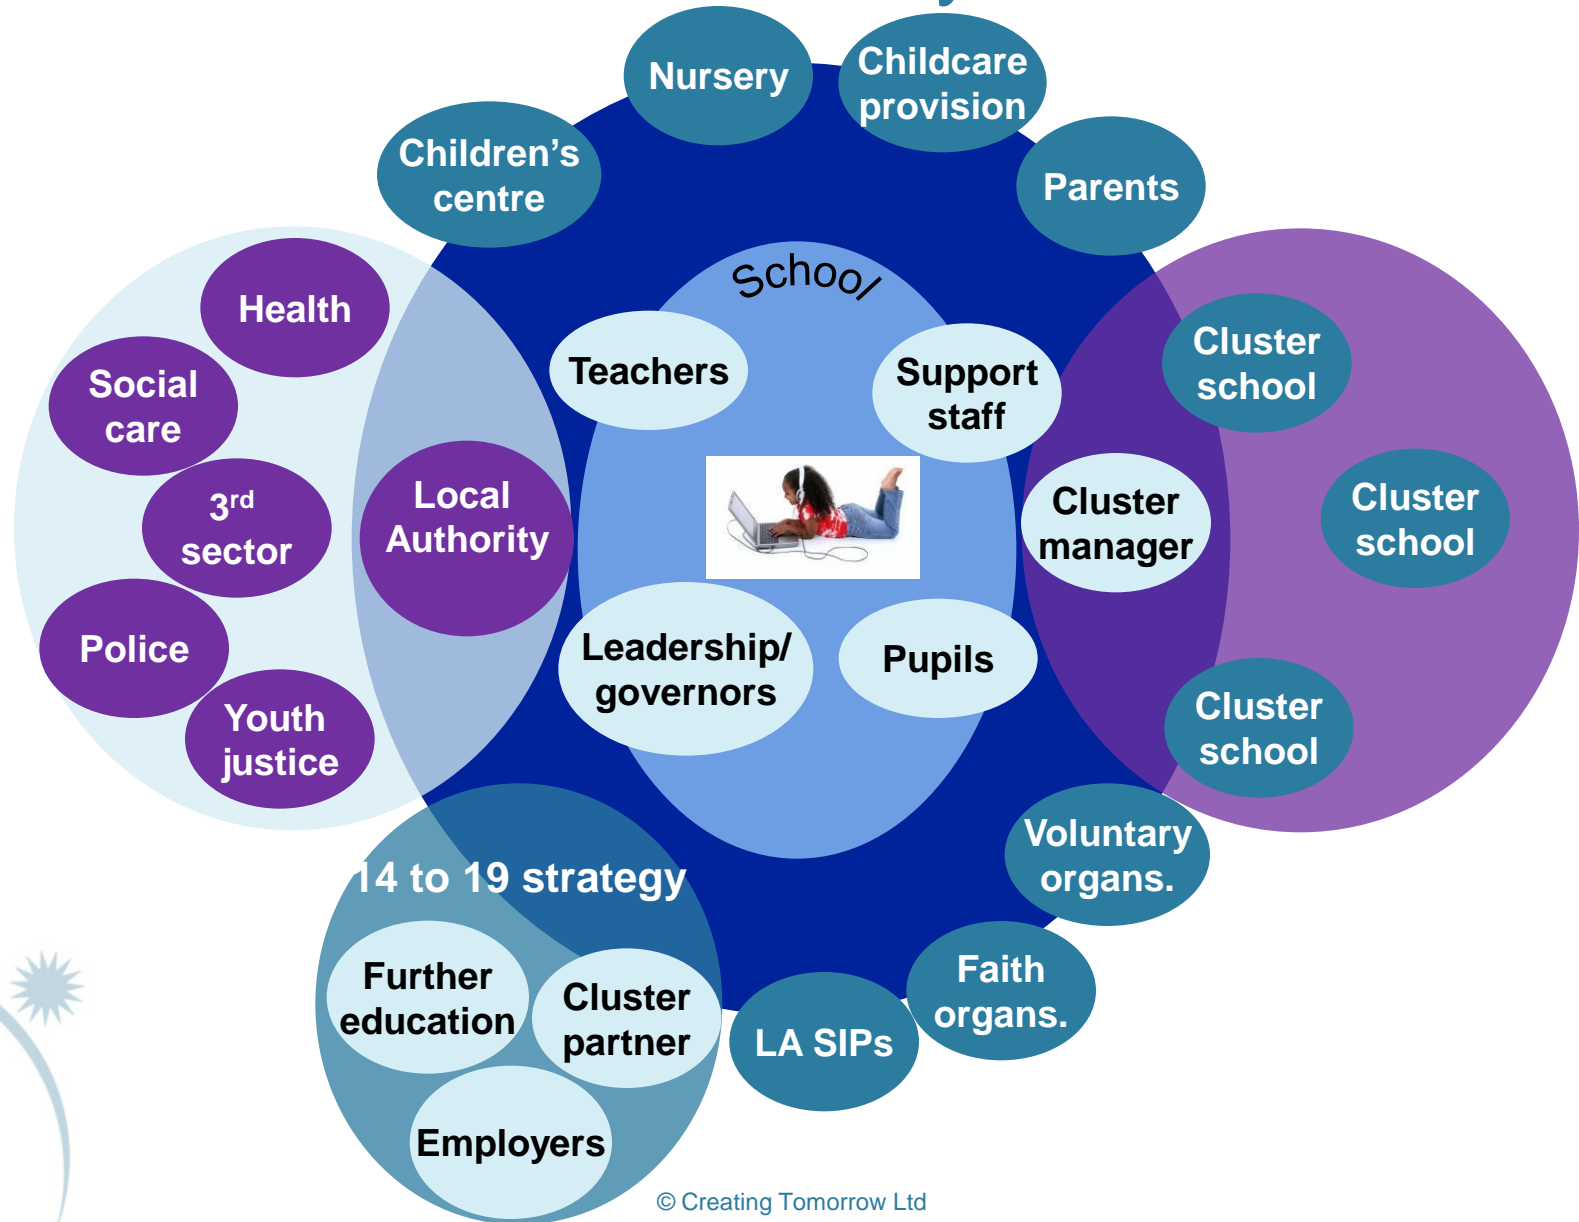 Nursery
Childcare
provision
Children's
centre
Parents
School
Health
Social
care
3rd
sector
Police
Youth
justice
Local
Authority
Teachers
Support
staff
Leadership/
governors
Pupils
Cluster
manager
Cluster
school
Cluster
school
Cluster
school
14 to 19 strategy
Further
education
Cluster
partner
Employers
LA SIPs
Faith
organs.
Voluntary
organs.
© Creating Tomorrow Ltd